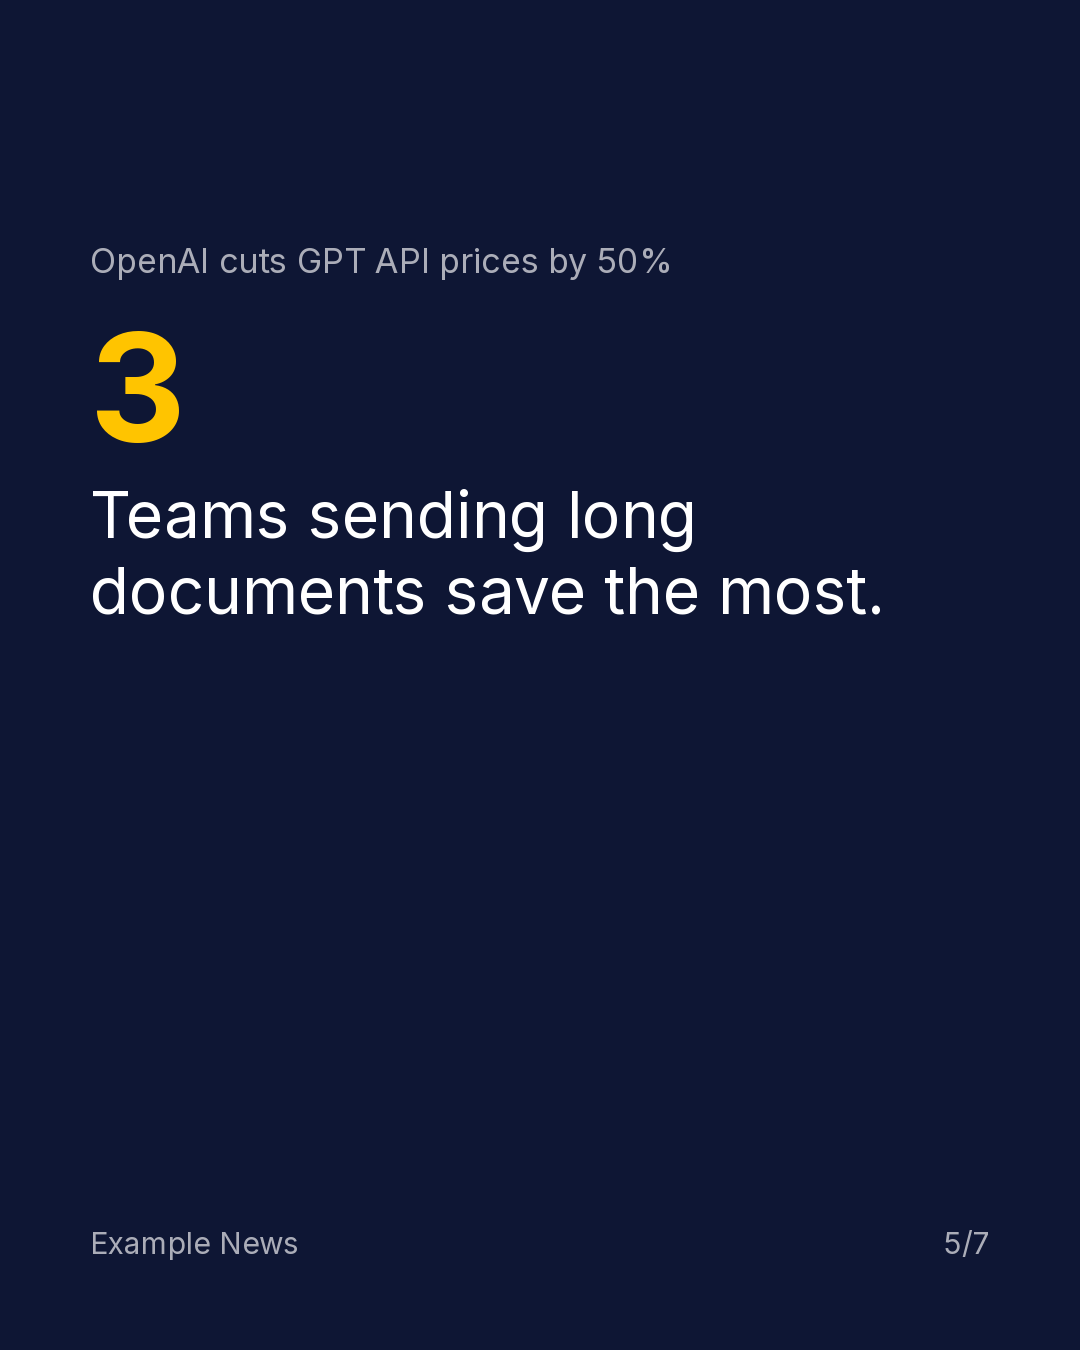 OpenAI cuts GPT API prices by 50%
3
Teams sending long
documents save the most.
Example News
5/7